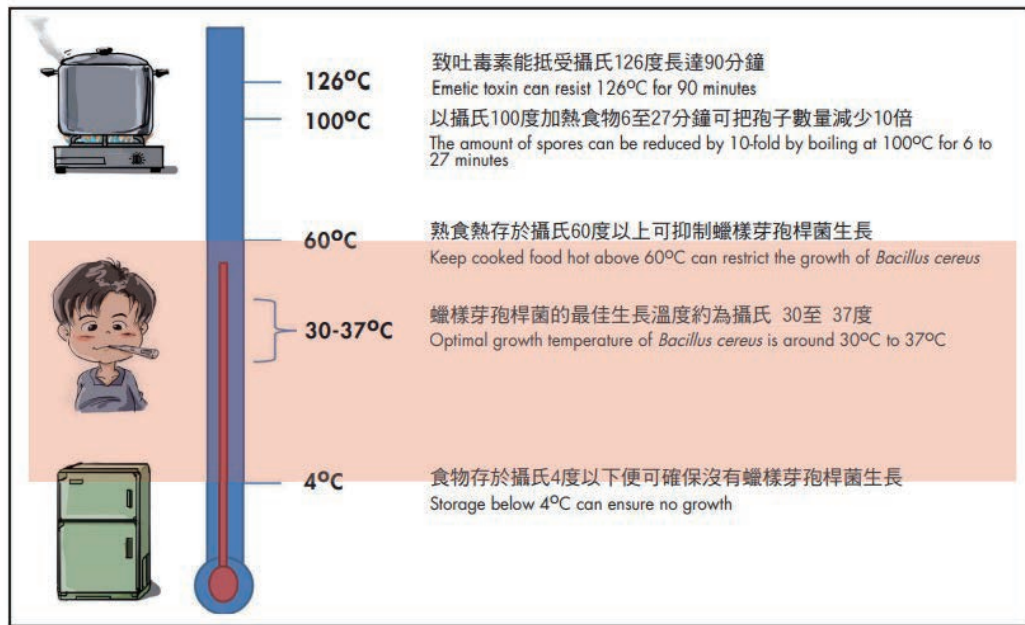 126ºC
致吐毒素能抵受攝氏126度長達90分鐘
Emetic toxin can resist 126ºC for 90 minutes
100ºC
以攝氏100度加熱食物6至27分鐘可把孢子數量減少10倍
The amount of spores can be reduced by 10-fold by boiling at 100ºC for 6 to
27 minutes
60ºC
熟食熱存於攝氏60度以上可抑制蠟樣芽孢桿菌生長
Keep cooked food hot above 60ºC can restrict the growth of Bacillus cereus
30-37ºC
蠟樣芽孢桿菌的最佳生長溫度約為攝氏 30至 37度
Optimal growth temperature of Bacillus cereus is around 30ºC to 37ºC
4ºC
食物存於攝氏4度以下便可確保沒有蠟樣芽孢桿菌生長
Storage below 4ºC can ensure no growth